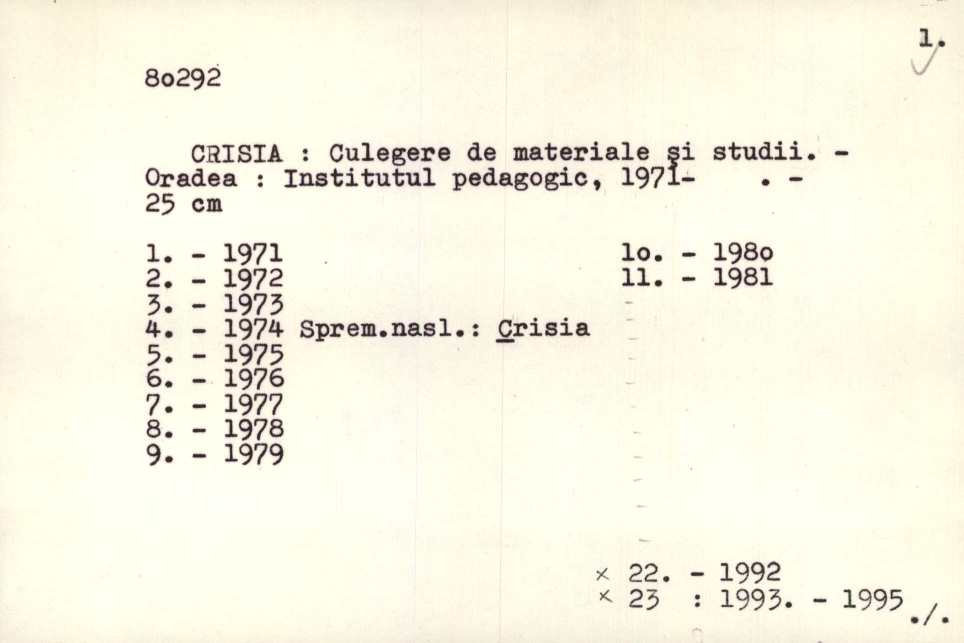 1.
80292
CRISIA : Culegere de materiale și studii. -
Oradea : Institutul pedagogic, 1971-     . -
25 cm
1. - 1971     10. - 1980
2. - 1972     11. - 1981
3. - 1973
4. - 1974 Sprem.nasl.: Crisia
5. - 1975
6. - 1976
7. - 1977
8. - 1978
9. - 1979
× 22. - 1992
× 23 : 1993. - 1995
./.